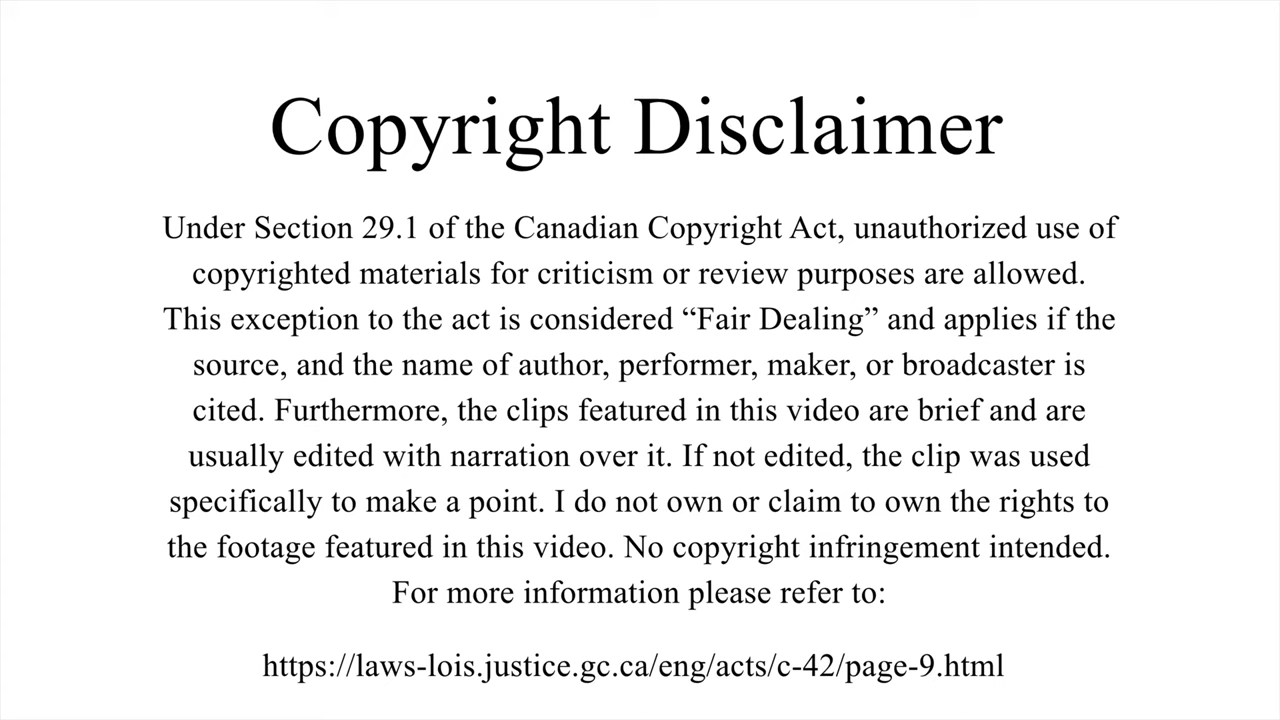 Copyright Disclaimer
Under Section 29.1 of the Canadian Copyright Act, unauthorized use of
copyrighted materials for criticism or review purposes are allowed.
This exception to the act is considered “Fair Dealing” and applies if the
source, and the name of author, performer, maker, or broadcaster is
cited. Furthermore, the clips featured in this video are brief and are
usually edited with narration over it. If not edited, the clip was used
specifically to make a point. I do not own or claim to own the rights to
the footage featured in this video. No copyright infringement intended.
For more information please refer to:
https://laws-lois.justice.gc.ca/eng/acts/c-42/page-9.html